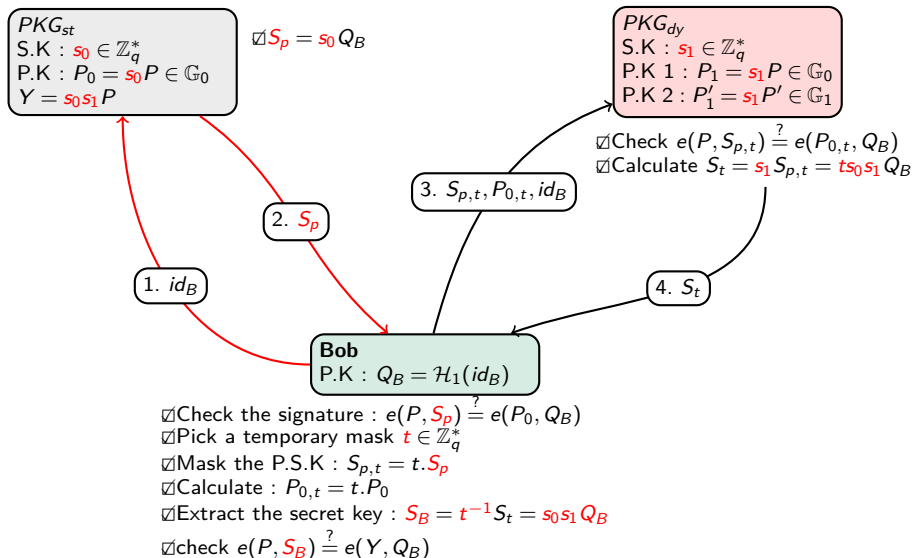 PKG_st
S.K : s_0 ∈ ℤ_q^*
P.K : P_0 = s_0P ∈ 𝔾_0
Y = s_0s_1P
☑S_p = s_0Q_B
PKG_dy
S.K : s_1 ∈ ℤ_q^*
P.K 1 : P_1 = s_1P ∈ 𝔾_0
P.K 2 : P'_1 = s_1P' ∈ 𝔾_1
☑Check e(P, S_{p,t}) ≟ e(P_{0,t}, Q_B)
☑Calculate S_t = s_1S_{p,t} = ts_0s_1Q_B
3. S_{p,t}, P_{0,t}, id_B
2. S_p
1. id_B
4. S_t
Bob
P.K : Q_B = ℋ_1(id_B)
☑Check the signature : e(P, S_p) ≟ e(P_0, Q_B)
☑Pick a temporary mask t ∈ ℤ_q^*
☑Mask the P.S.K : S_{p,t} = t.S_p
☑Calculate : P_{0,t} = t.P_0
☑Extract the secret key : S_B = t^{-1}S_t = s_0s_1Q_B
☑check e(P, S_B) ≟ e(Y, Q_B)